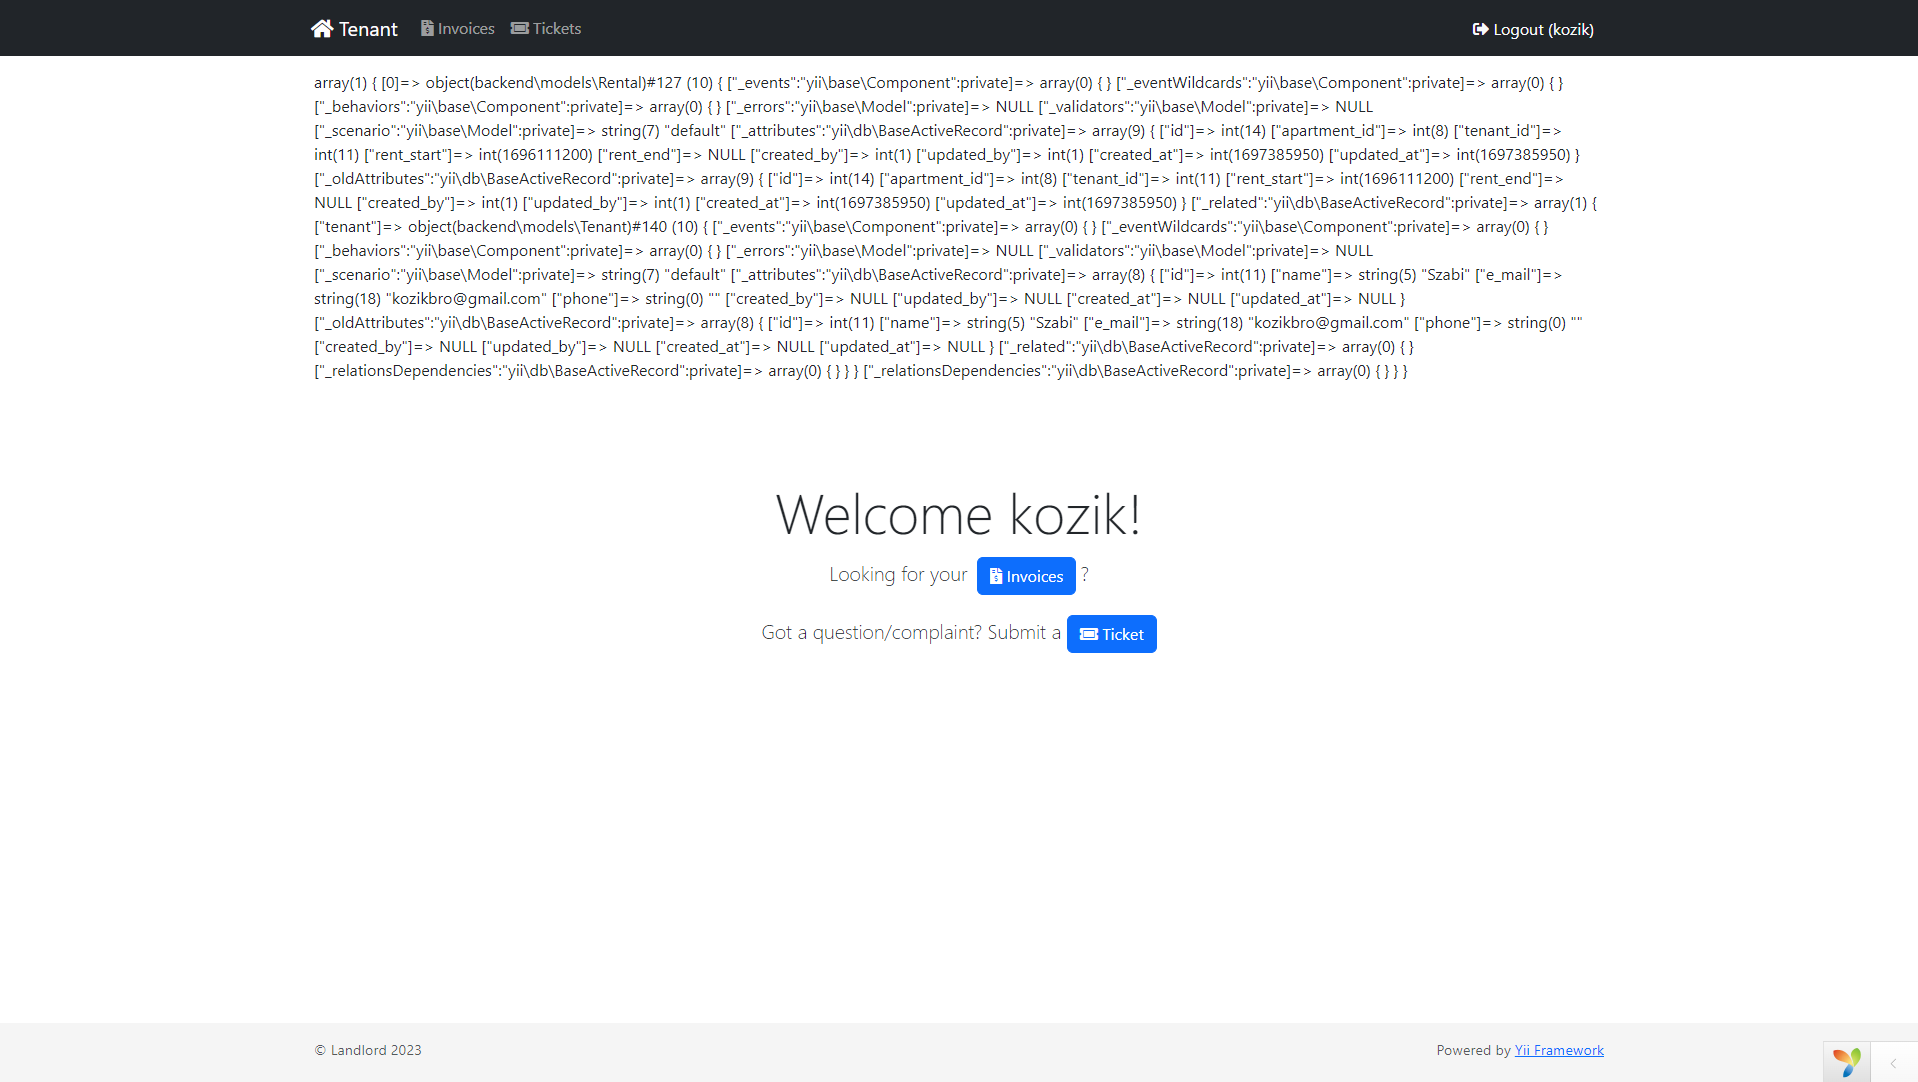 Tenant Invoices Tickets Logout (kozik)
array(1) { [0]=> object(backend\models\Rental)#127 (10) { ["_events":"yii\base\Component":private]=> array(0) { } ["_eventWildcards":"yii\base\Component":private]=> array(0) { }
["_behaviors":"yii\base\Component":private]=> array(0) { } ["_errors":"yii\base\Model":private]=> NULL ["_validators":"yii\base\Model":private]=> NULL
["_scenario":"yii\base\Model":private]=> string(7) "default" ["_attributes":"yii\db\BaseActiveRecord":private]=> array(9) { ["id"]=> int(14) ["apartment_id"]=> int(8) ["tenant_id"]=>
int(11) ["rent_start"]=> int(1696111200) ["rent_end"]=> NULL ["created_by"]=> int(1) ["updated_by"]=> int(1) ["created_at"]=> int(1697385950) ["updated_at"]=> int(1697385950) }
["_oldAttributes":"yii\db\BaseActiveRecord":private]=> array(9) { ["id"]=> int(14) ["apartment_id"]=> int(8) ["tenant_id"]=> int(11) ["rent_start"]=> int(1696111200) ["rent_end"]=>
NULL ["created_by"]=> int(1) ["updated_by"]=> int(1) ["created_at"]=> int(1697385950) ["updated_at"]=> int(1697385950) } ["_related":"yii\db\BaseActiveRecord":private]=> array(1) {
["tenant"]=> object(backend\models\Tenant)#140 (10) { ["_events":"yii\base\Component":private]=> array(0) { } ["_eventWildcards":"yii\base\Component":private]=> array(0) { }
["_behaviors":"yii\base\Component":private]=> array(0) { } ["_errors":"yii\base\Model":private]=> NULL ["_validators":"yii\base\Model":private]=> NULL
["_scenario":"yii\base\Model":private]=> string(7) "default" ["_attributes":"yii\db\BaseActiveRecord":private]=> array(8) { ["id"]=> int(11) ["name"]=> string(5) "Szabi" ["e_mail"]=>
string(18) "kozikbro@gmail.com" ["phone"]=> string(0) "" ["created_by"]=> NULL ["updated_by"]=> NULL ["created_at"]=> NULL ["updated_at"]=> NULL }
["_oldAttributes":"yii\db\BaseActiveRecord":private]=> array(8) { ["id"]=> int(11) ["name"]=> string(5) "Szabi" ["e_mail"]=> string(18) "kozikbro@gmail.com" ["phone"]=> string(0) ""
["created_by"]=> NULL ["updated_by"]=> NULL ["created_at"]=> NULL ["updated_at"]=> NULL } ["_related":"yii\db\BaseActiveRecord":private]=> array(0) { }
["_relationsDependencies":"yii\db\BaseActiveRecord":private]=> array(0) { } } } ["_relationsDependencies":"yii\db\BaseActiveRecord":private]=> array(0) { } } }
Welcome kozik!
Looking for your Invoices ?
Got a question/complaint? Submit a Ticket
© Landlord 2023 Powered by Yii Framework